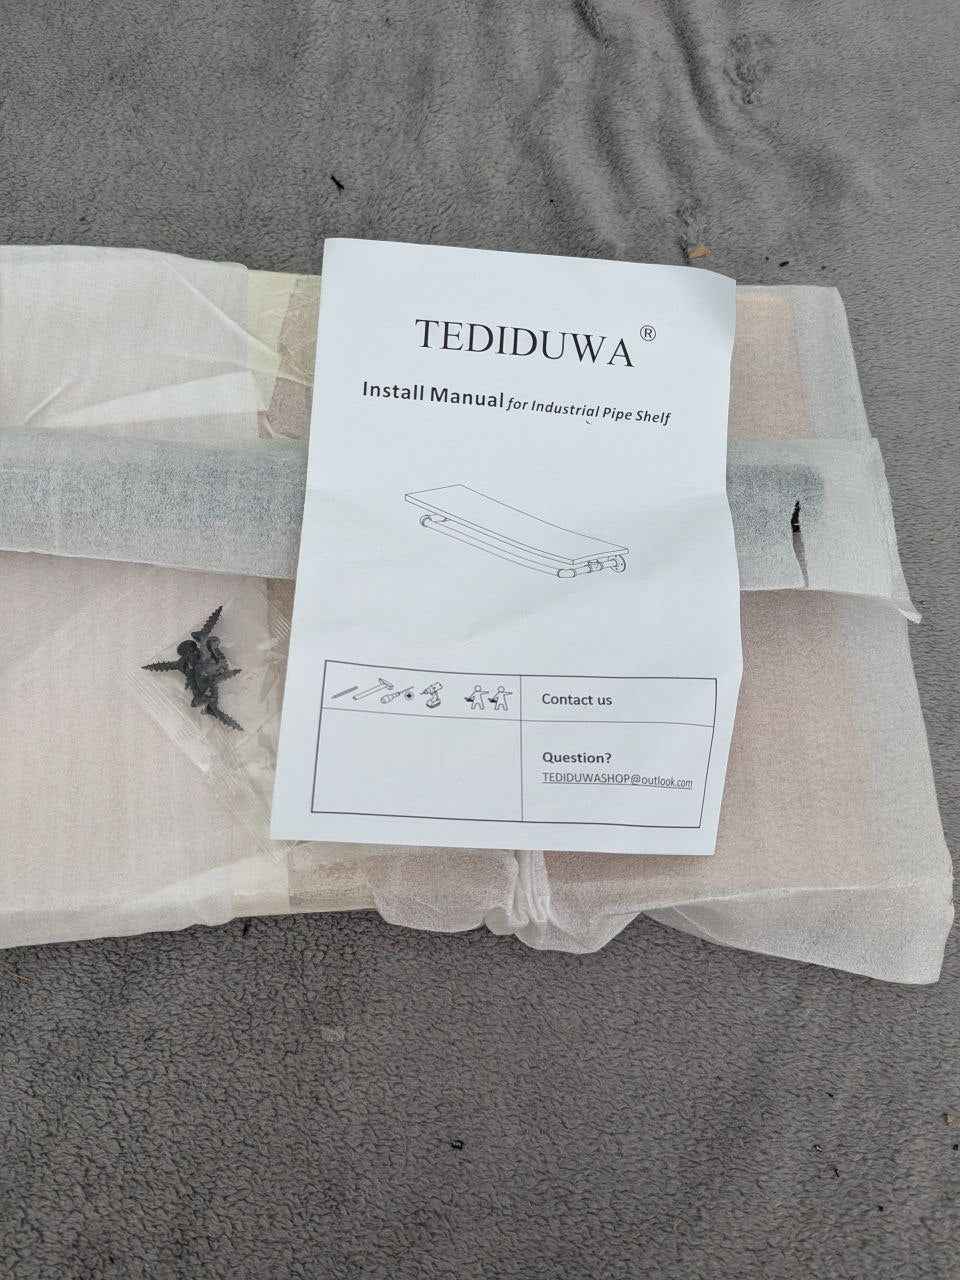 TEDIDUWA®
Install Manual for Industrial Pipe Shelf
Contact us
Question?
TEDIDUWASHOP@outlook.com